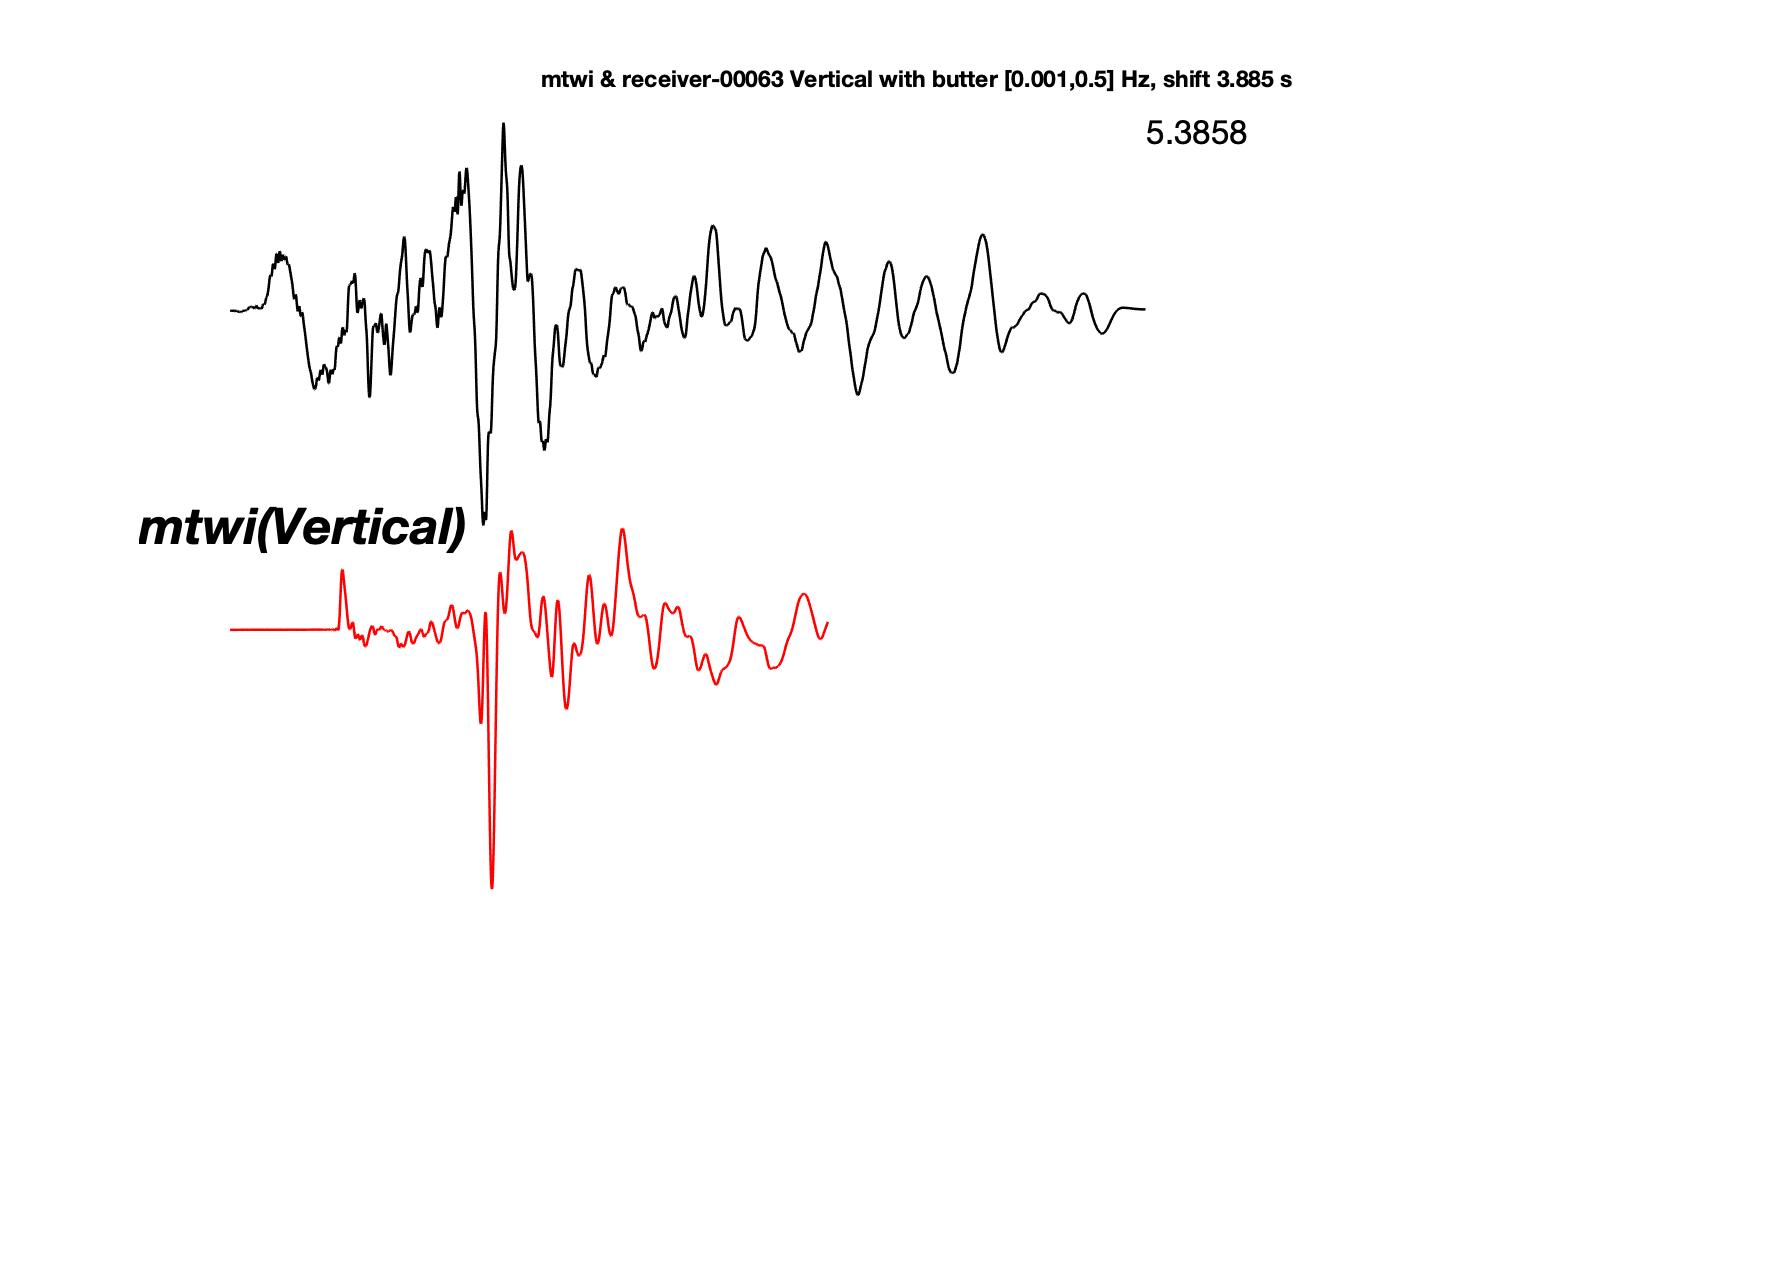 mtwi & receiver-00063 Vertical with butter [0.001,0.5] Hz, shift 3.885 s
5.3858
mtwi(Vertical)